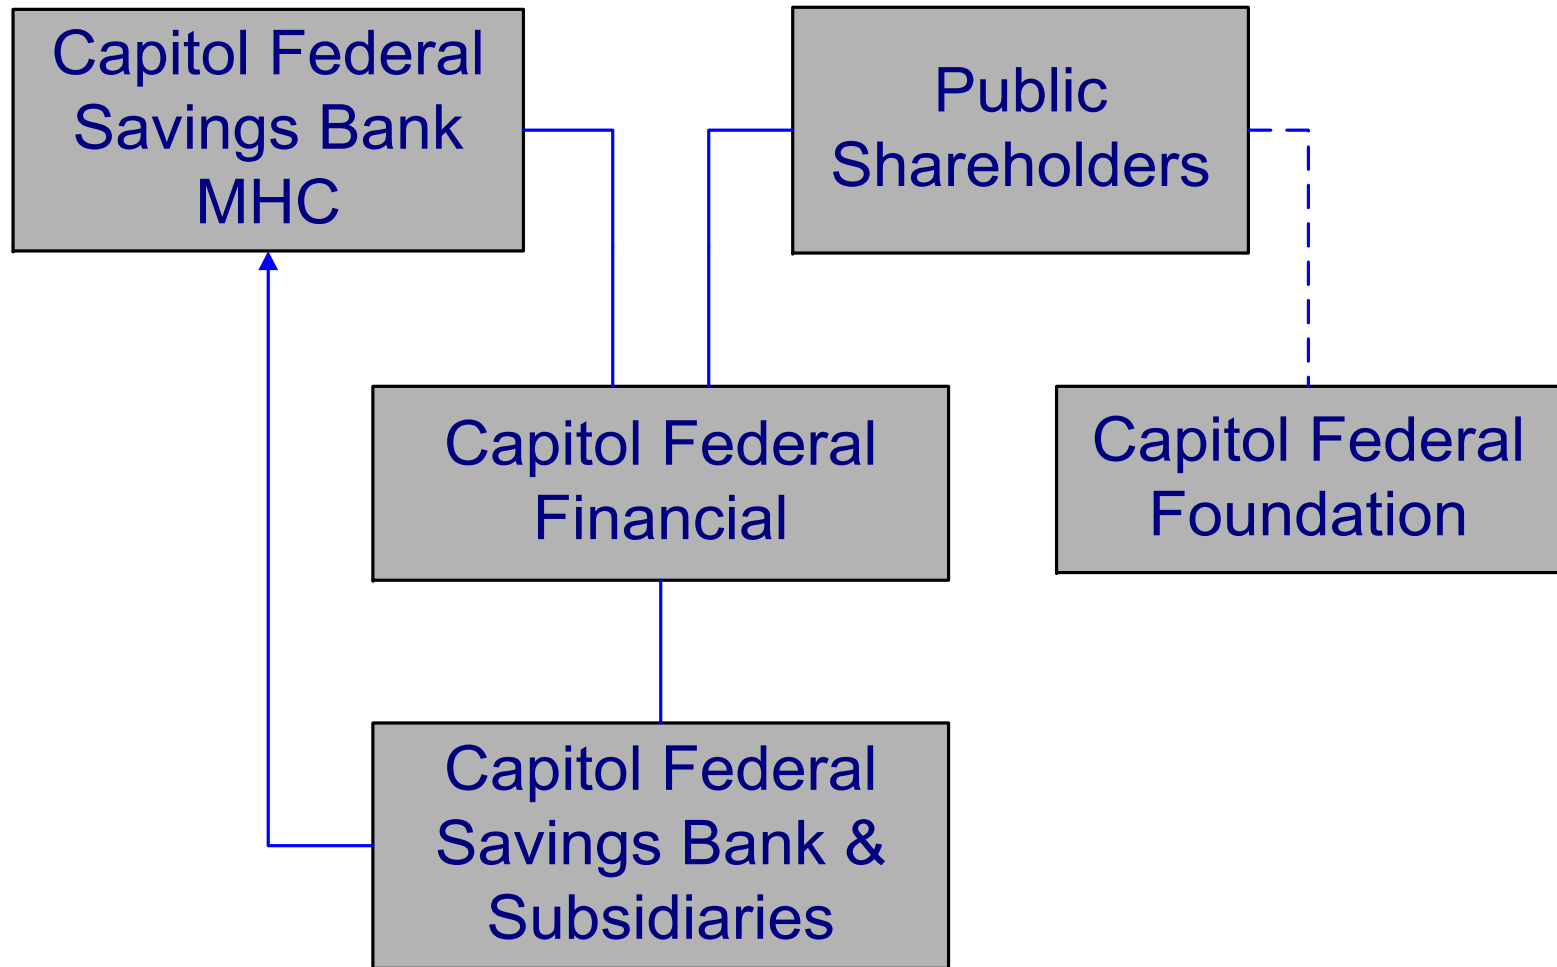 Capitol Federal
Savings Bank
MHC
Public
Shareholders
Capitol Federal
Financial
Capitol Federal
Foundation
Capitol Federal
Savings Bank &
Subsidiaries